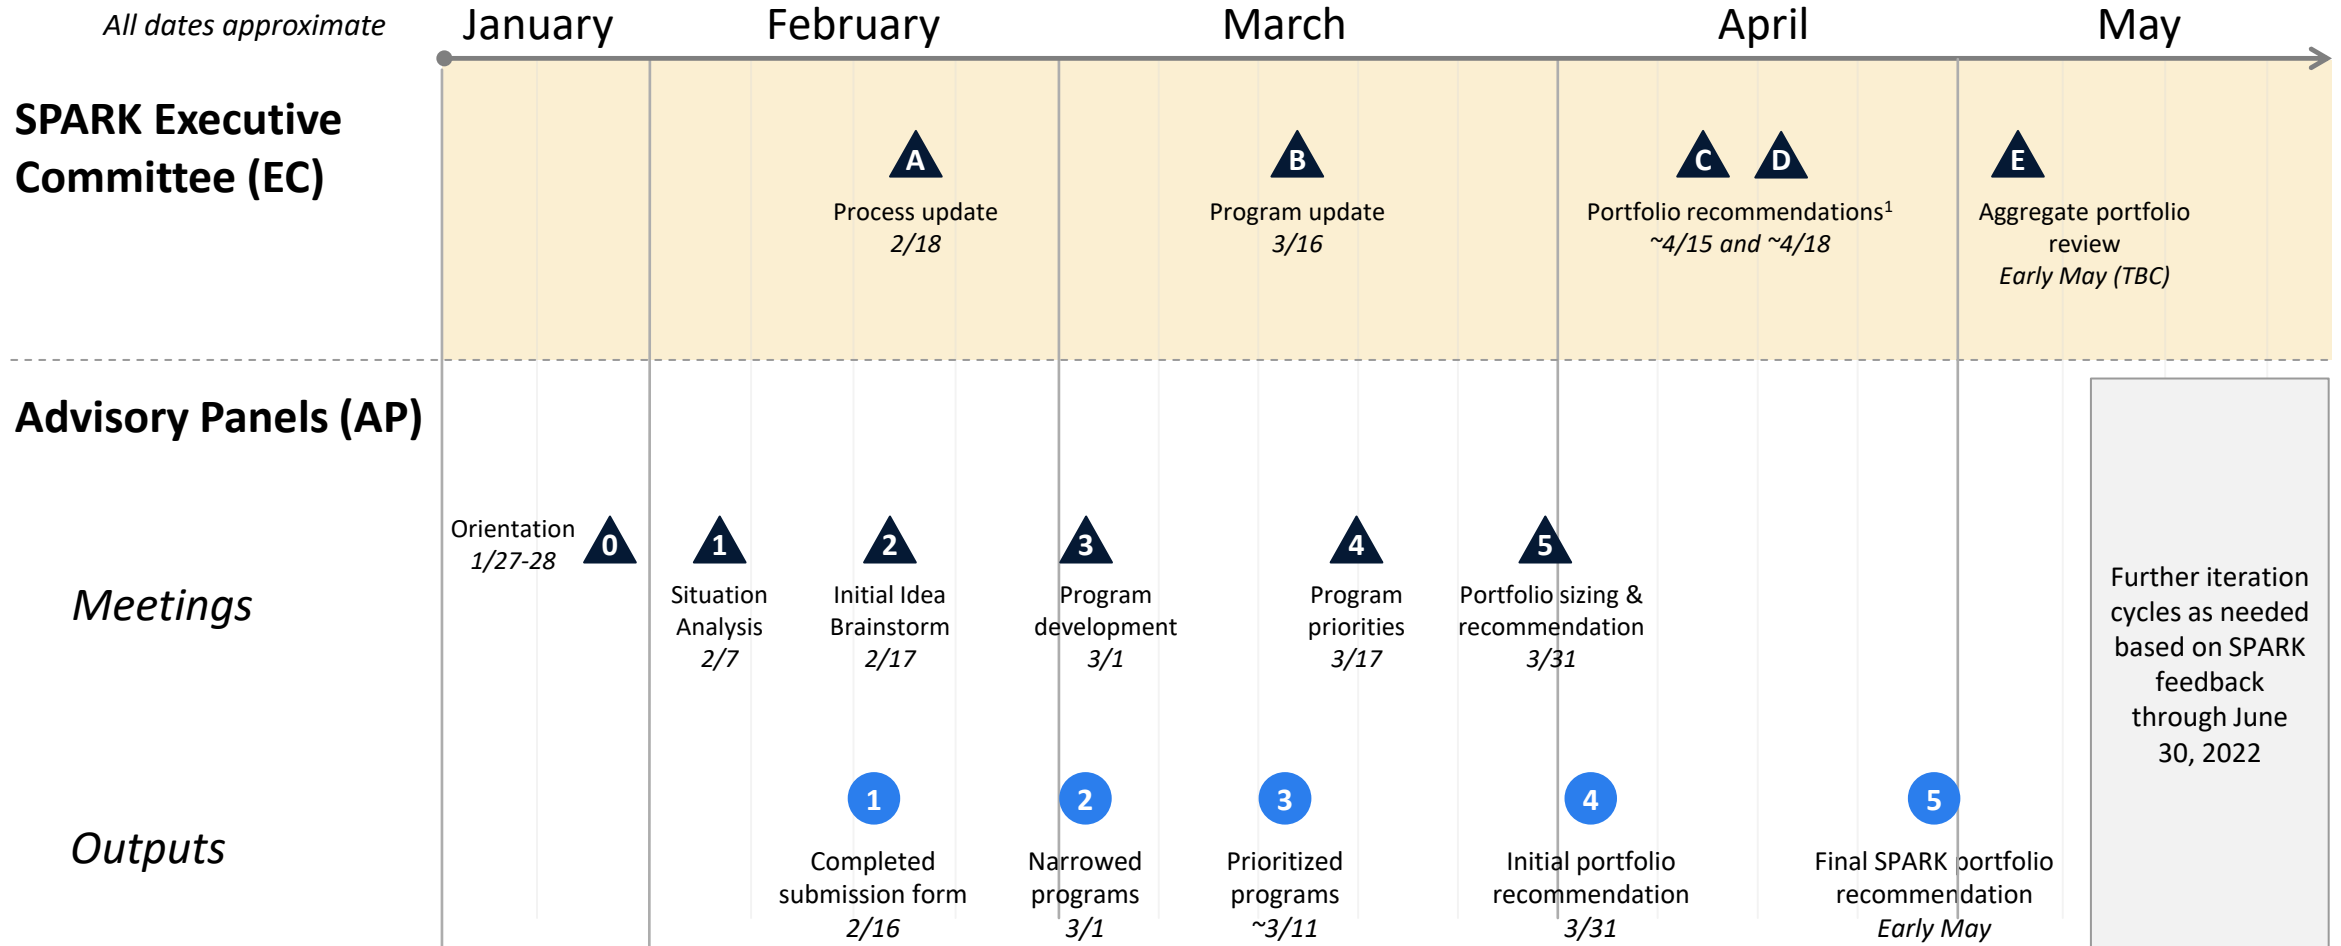 All dates approximate
January
February
March
April
May
SPARK Executive
Committee (EC)
A
B
C
D
E
Process update
2/18
Program update
3/16
Portfolio recommendations¹
~4/15 and ~4/18
Aggregate portfolio
review
Early May (TBC)
Advisory Panels (AP)
Meetings
Orientation
1/27-28
0
1
Situation
Analysis
2/7
2
Initial Idea
Brainstorm
2/17
3
Program
development
3/1
4
Program
priorities
3/17
5
Portfolio sizing &
recommendation
3/31
Further iteration
cycles as needed
based on SPARK
feedback
through June
30, 2022
Outputs
1
Completed
submission form
2/16
2
Narrowed
programs
3/1
3
Prioritized
programs
~3/11
4
Initial portfolio
recommendation
3/31
5
Final SPARK portfolio
recommendation
Early May